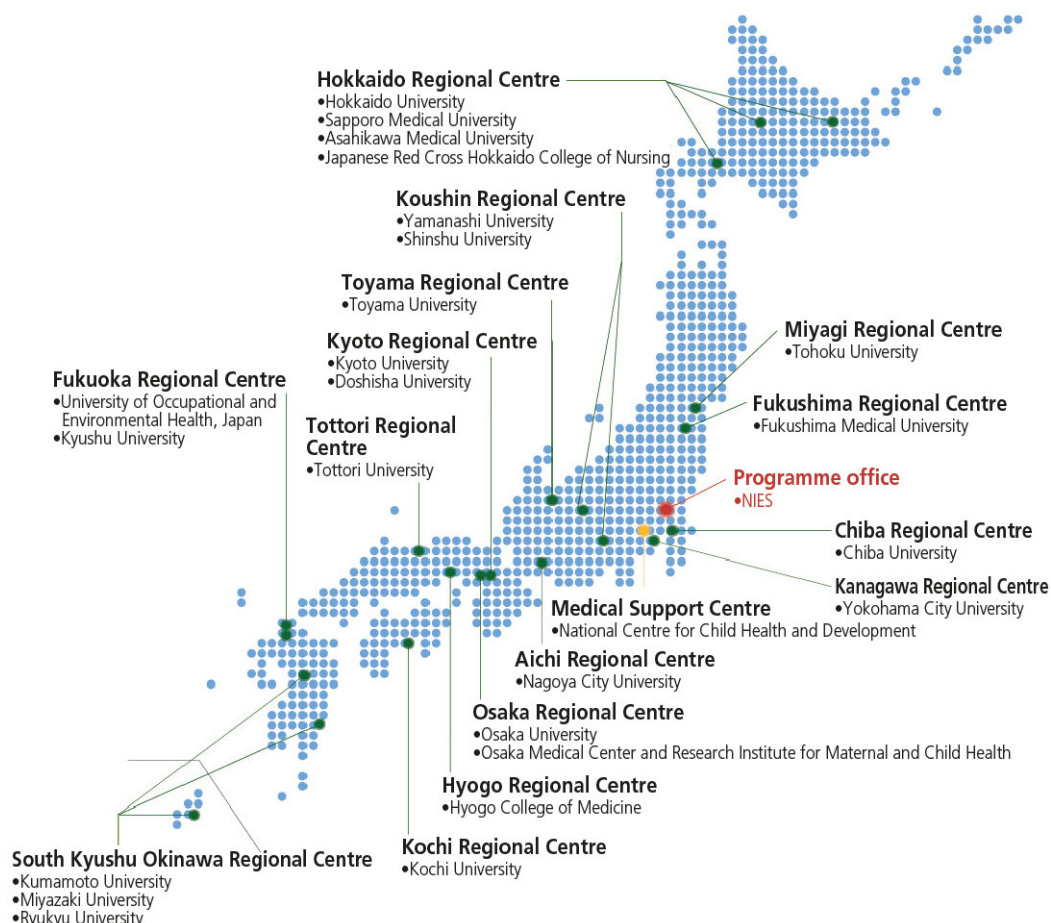 Hokkaido Regional Centre
•Hokkaido University
•Sapporo Medical University
•Asahikawa Medical University
•Japanese Red Cross Hokkaido College of Nursing
Koushin Regional Centre
•Yamanashi University
•Shinshu University
Toyama Regional Centre
•Toyama University
Kyoto Regional Centre
•Kyoto University
•Doshisha University
Miyagi Regional Centre
•Tohoku University
Fukuoka Regional Centre
•University of Occupational and
Environmental Health, Japan
•Kyushu University
Fukushima Regional Centre
•Fukushima Medical University
Tottori Regional
Centre
•Tottori University
Programme office
•NIES
Chiba Regional Centre
•Chiba University
Kanagawa Regional Centre
•Yokohama City University
Medical Support Centre
•National Centre for Child Health and Development
Aichi Regional Centre
•Nagoya City University
Osaka Regional Centre
•Osaka University
•Osaka Medical Center and Research Institute for Maternal and Child Health
Hyogo Regional Centre
•Hyogo College of Medicine
Kochi Regional Centre
•Kochi University
South Kyushu Okinawa Regional Centre
•Kumamoto University
•Miyazaki University
•Ryukyu University